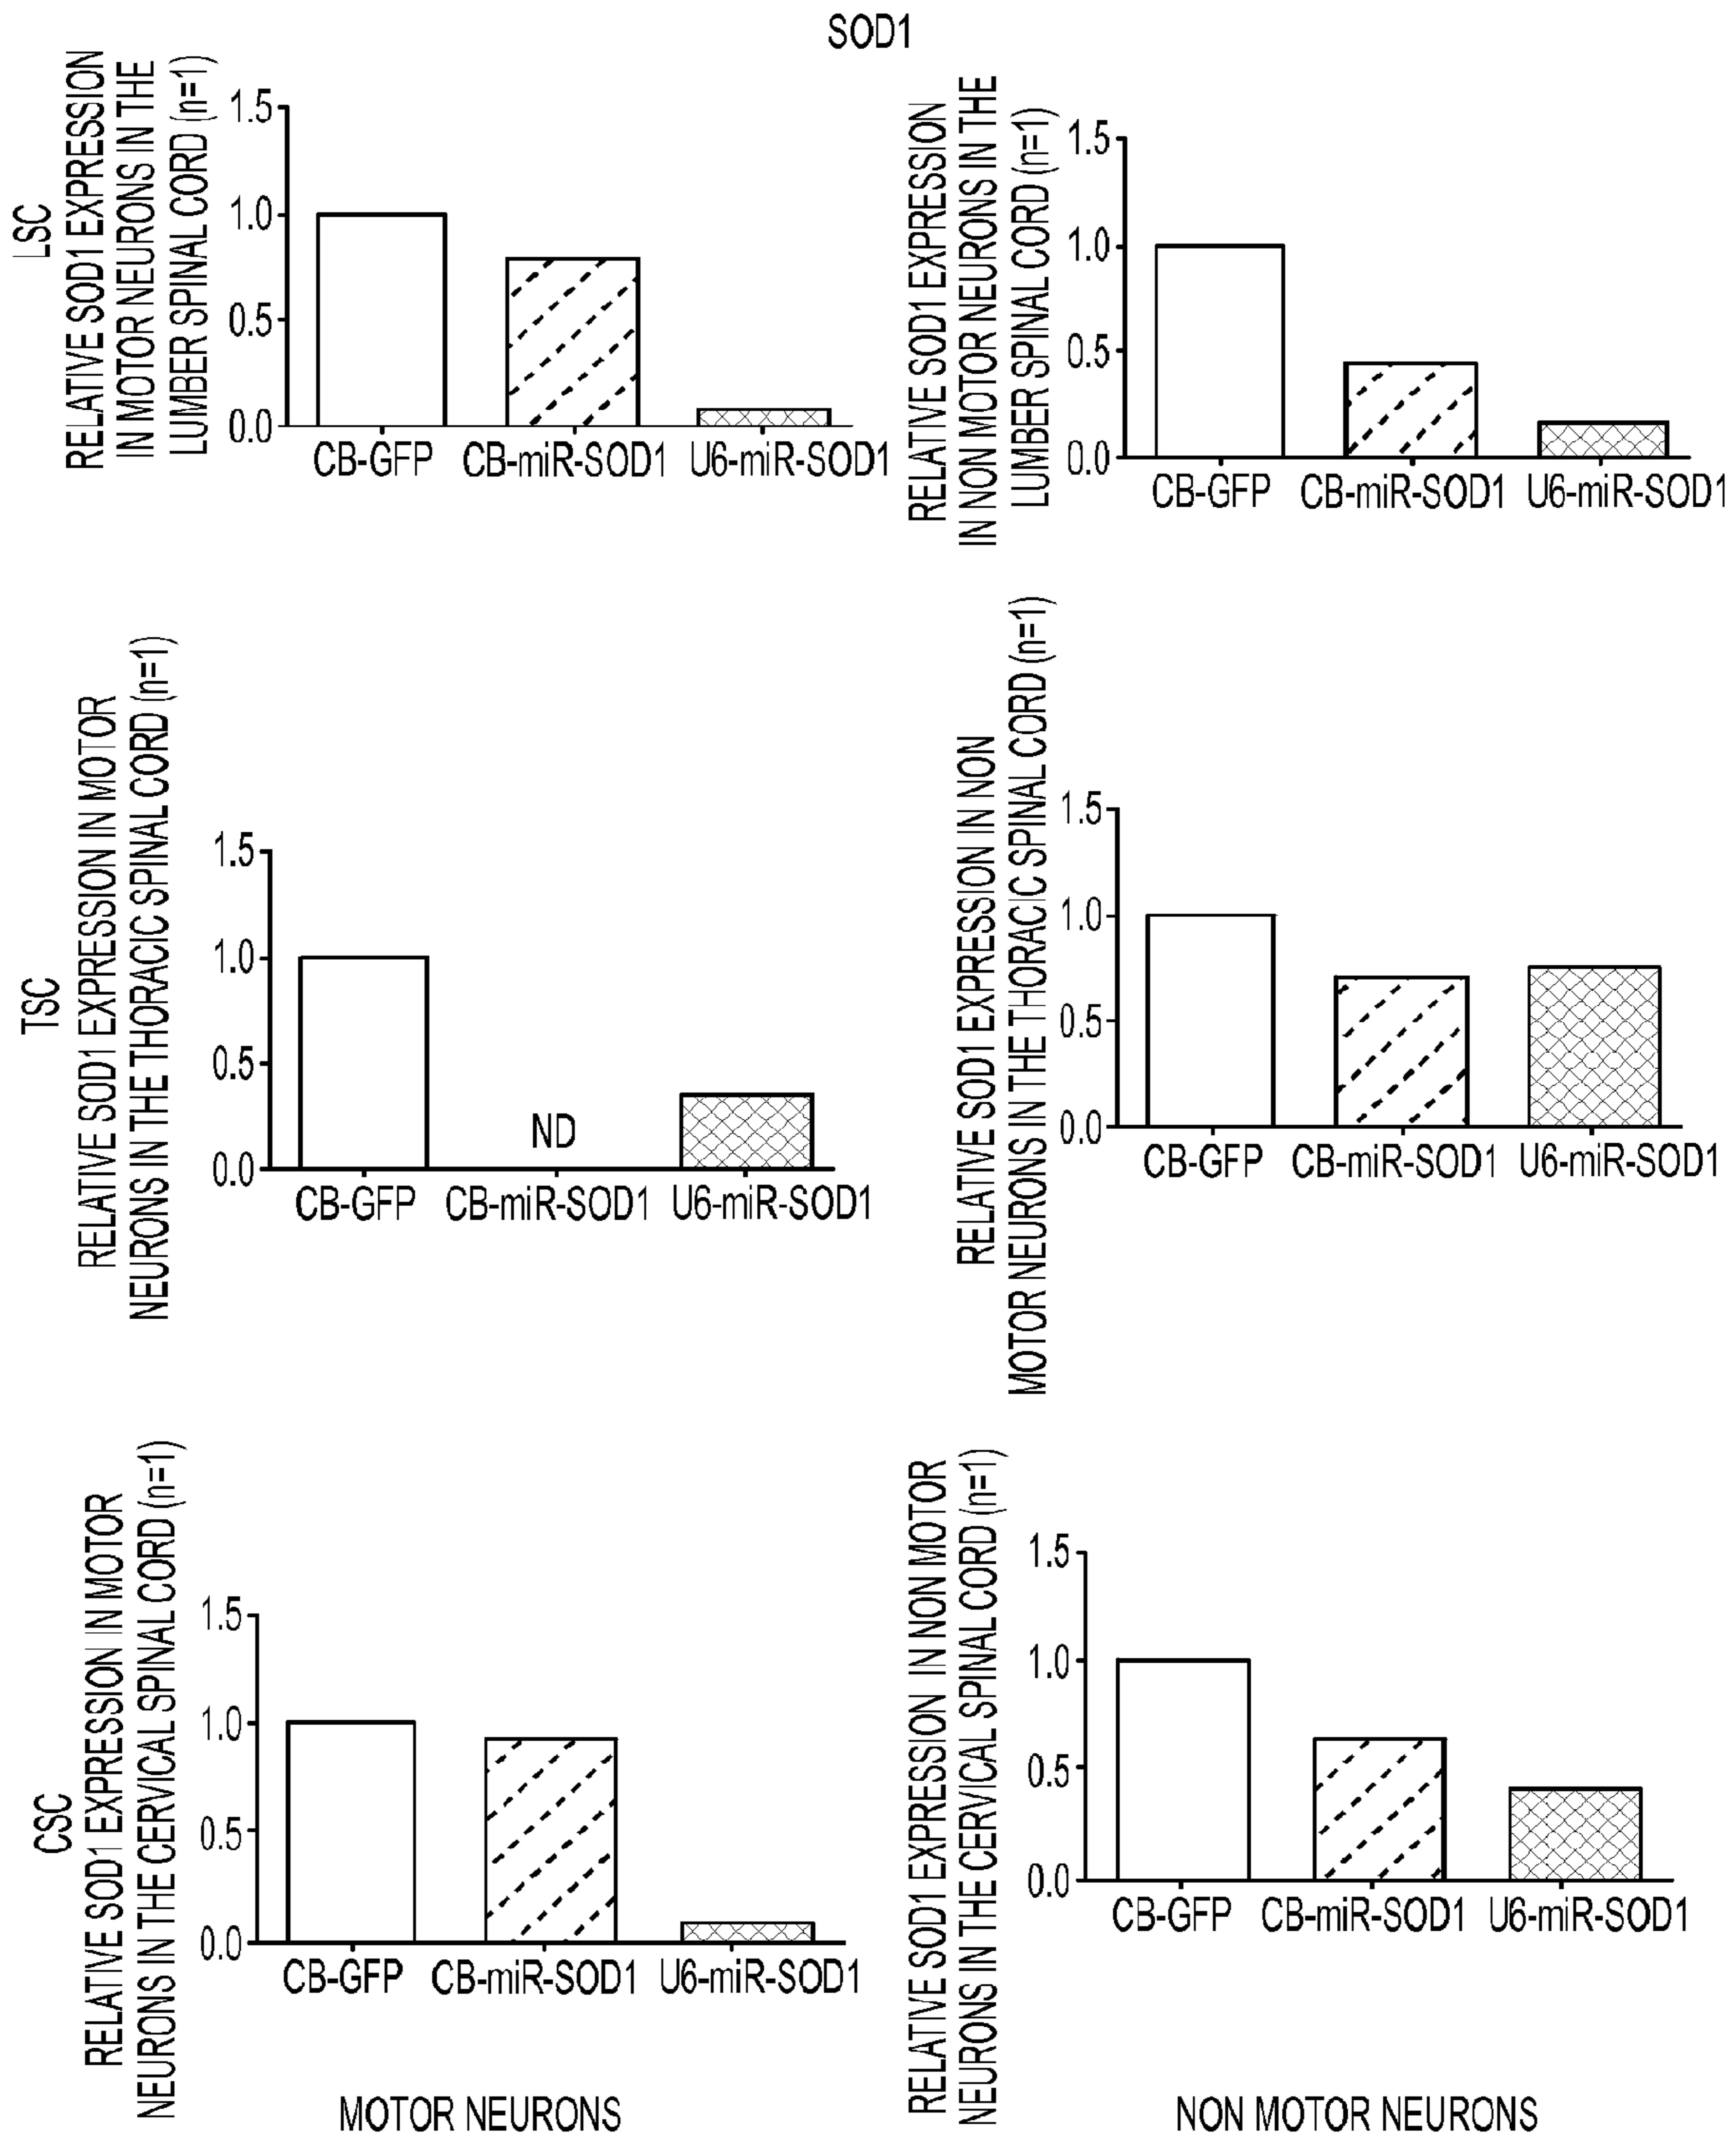 SOD1
LSC
RELATIVE SOD1 EXPRESSION
IN MOTOR NEURONS IN THE
LUMBER SPINAL CORD (n=1)
1.5
1.0
0.5
0.0
CB-GFP CB-miR-SOD1 U6-miR-SOD1
RELATIVE SOD1 EXPRESSION
IN NON MOTOR NEURONS IN THE
LUMBER SPINAL CORD (n=1)
1.5
1.0
0.5
0.0
CB-GFP CB-miR-SOD1 U6-miR-SOD1
TSC
RELATIVE SOD1 EXPRESSION IN MOTOR
NEURONS IN THE THORACIC SPINAL CORD (n=1)
1.5
1.0
0.5
0.0
ND
CB-GFP CB-miR-SOD1 U6-miR-SOD1
RELATIVE SOD1 EXPRESSION IN NON
MOTOR NEURONS IN THE THORACIC SPINAL CORD (n=1)
1.5
1.0
0.5
0.0
CB-GFP CB-miR-SOD1 U6-miR-SOD1
CSC
RELATIVE SOD1 EXPRESSION IN MOTOR
NEURONS IN THE CERVICAL SPINAL CORD (n=1)
1.5
1.0
0.5
0.0
CB-GFP CB-miR-SOD1 U6-miR-SOD1
RELATIVE SOD1 EXPRESSION IN NON MOTOR
NEURONS IN THE CERVICAL SPINAL CORD (n=1)
1.5
1.0
0.5
0.0
CB-GFP CB-miR-SOD1 U6-miR-SOD1
MOTOR NEURONS
NON MOTOR NEURONS